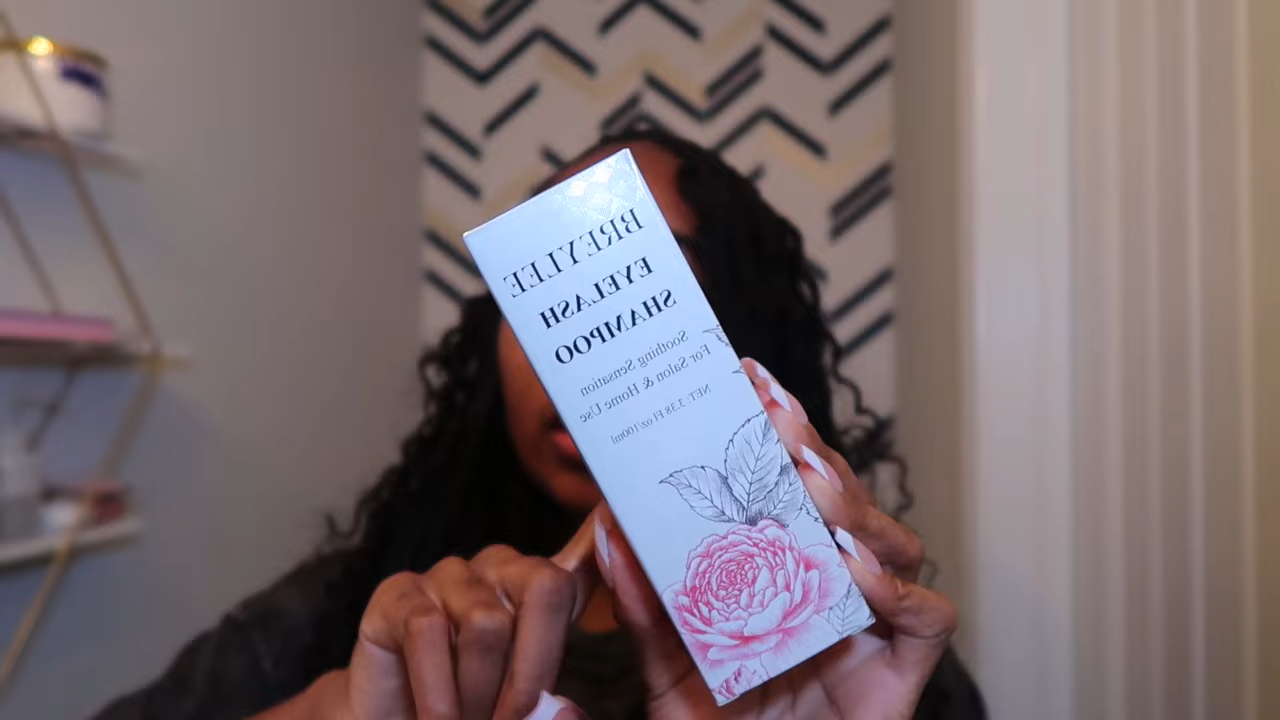 BREYLEE
EYELASH
SHAMPOO
Soothing Sensation
For Salon & Home Use
NET: 3.38 Fl oz/100ml